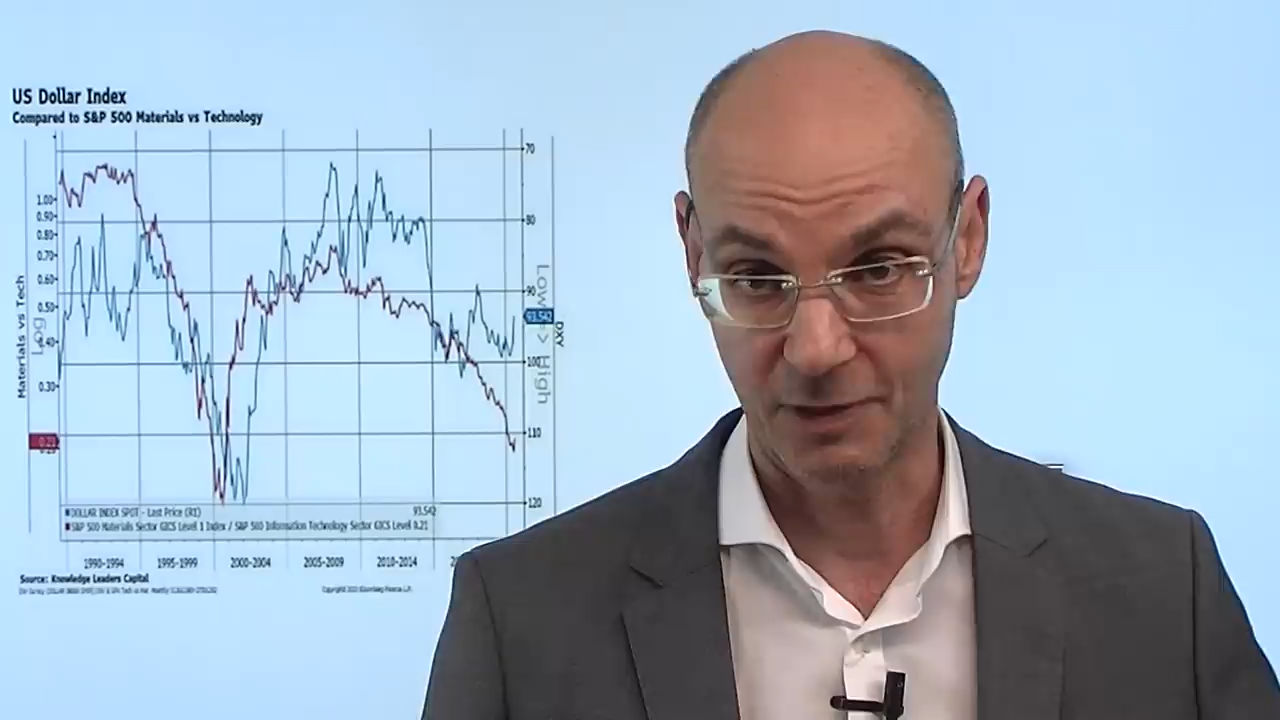 US Dollar Index
Compared to S&P 500 Materials vs Technology
Materials vs Tech
Log
1.00
0.90
0.80
0.70
0.60
0.50
0.40
0.30
0.21
70
80
90
93.542
100
110
120
DXY
Low -> High
DOLLAR INDEX SPOT - Last Price (R1) 93.542
S&P 500 Materials Sector GICS Level 1 Index / S&P 500 Information Technology Sector GICS Level 0.21
1990-1994 1995-1999 2000-2004 2005-2009 2010-2014
Source: Knowledge Leaders Capital